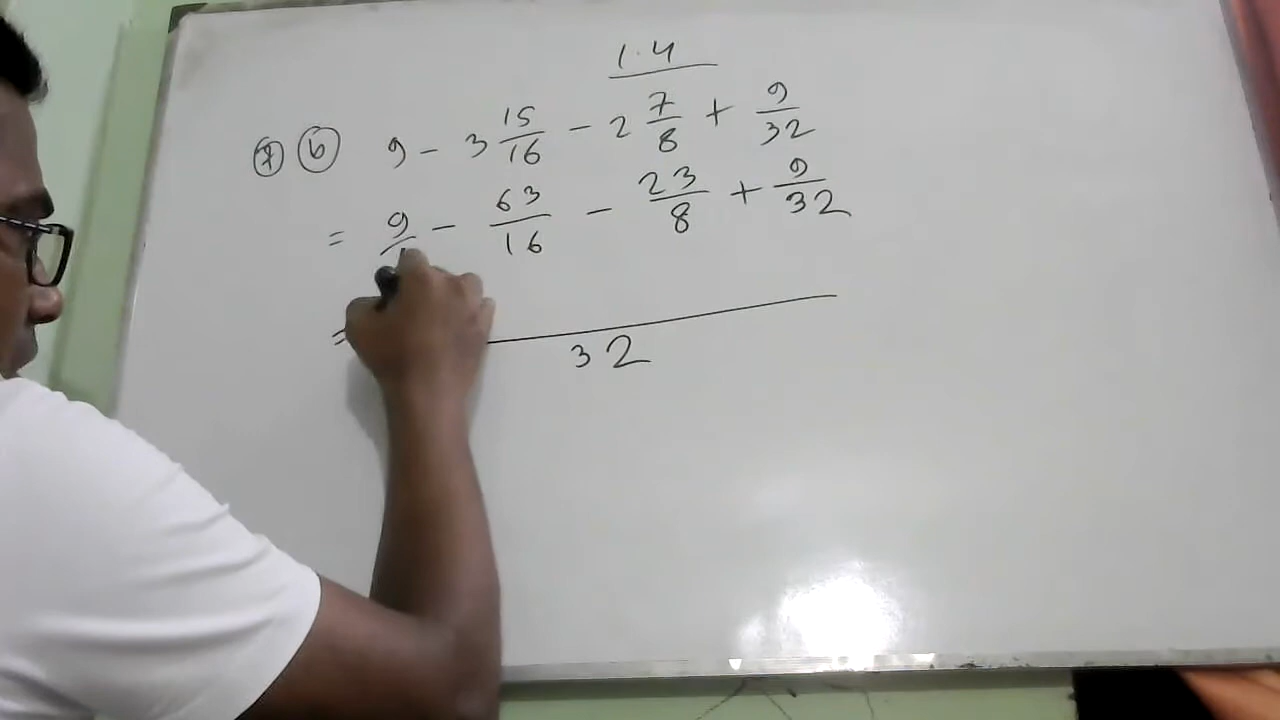 1.4
7 b 9 - 3 15/16 - 2 7/8 + 9/32
= 9/1 - 63/16 - 23/8 + 9/32
= /32